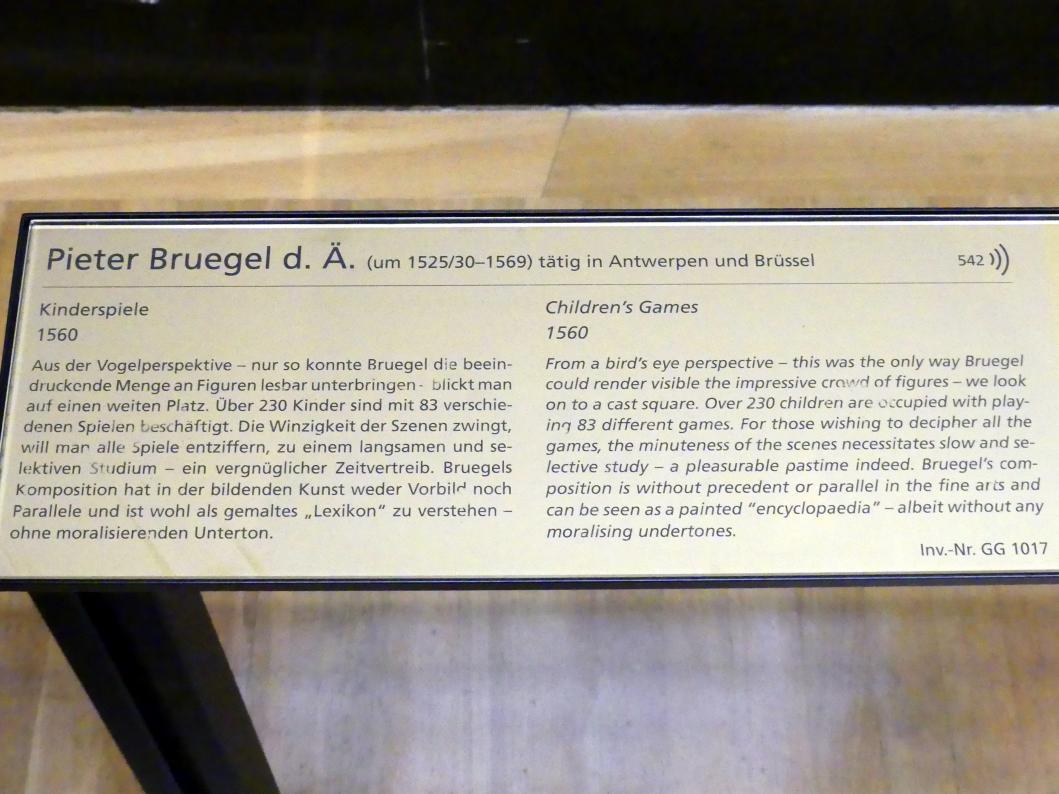 Pieter Bruegel d. Ä. (um 1525/30–1569) tätig in Antwerpen und Brüssel
542
Kinderspiele
1560
Aus der Vogelperspektive – nur so konnte Bruegel die beein-
druckende Menge an Figuren lesbar unterbringen - blickt man
auf einen weiten Platz. Über 230 Kinder sind mit 83 verschie-
denen Spielen beschäftigt. Die Winzigkeit der Szenen zwingt,
will man alle Spiele entziffern, zu einem langsamen und se-
lektiven Studium – ein vergnüglicher Zeitvertreib. Bruegels
Komposition hat in der bildenden Kunst weder Vorbild noch
Parallele und ist wohl als gemaltes „Lexikon“ zu verstehen –
ohne moralisierenden Unterton.
Children's Games
1560
From a bird's eye perspective – this was the only way Bruegel
could render visible the impressive crowd of figures – we look
on to a cast square. Over 230 children are occupied with play-
ing 83 different games. For those wishing to decipher all the
games, the minuteness of the scenes necessitates slow and se-
lective study – a pleasurable pastime indeed. Bruegel's com-
position is without precedent or parallel in the fine arts and
can be seen as a painted “encyclopaedia” – albeit without any
moralising undertones.
Inv.-Nr. GG 1017